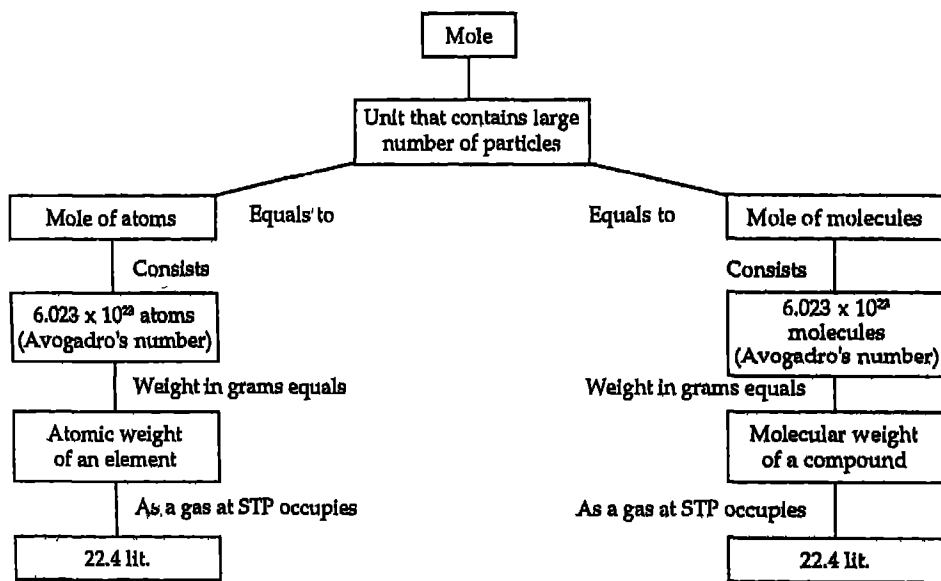 Mole
Unit that contains large
number of particles
Mole of atoms
Equals to
Equals to
Mole of molecules
Consists
Consists
6.023 x 10²³ atoms
(Avogadro's number)
6.023 x 10²³
molecules
(Avogadro's number)
Weight in grams equals
Weight in grams equals
Atomic weight
of an element
Molecular weight
of a compound
As a gas at STP occupies
As a gas at STP occupies
22.4 lit.
22.4 lit.